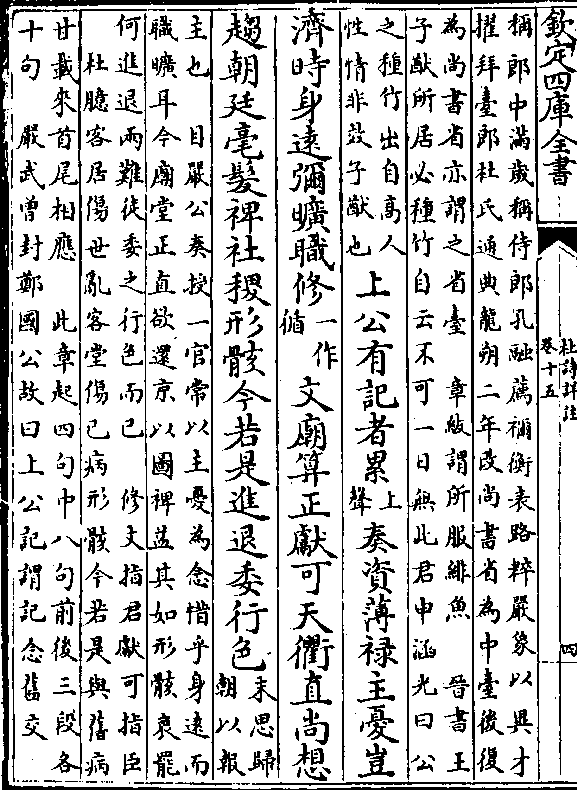 欽定四庫全書
杜詩詳註
卷十五
四
稱郎中滿歲稱侍郎孔融薦禰衡表路粹嚴象以異才
擢拜臺郎杜氏通典龍朔二年改尚書省為中臺後復
為尚書省亦謂之省臺　章紱謂所服緋魚　晉書王
子猷所居必種竹自云不可一日無此君申涵光曰公
之種竹出自高人
性情非效子猷也
上公有記者累上聲奏資薄祿主憂豈
濟時身遠彌曠職修一作循文廟算正獻可天衢直尚想
趨朝廷毫髮裨社稷形骸今若是進退委行色末思歸朝以報
主也　自嚴公奏授一官常以主憂為念惜乎身遠而
職曠耳今廟堂正直欲還京以圖裨益其如形骸衰罷
何進退兩難徒委之行色而已　修文指君獻可指臣
杜臆客居傷世亂客堂傷已病形骸今若是與舊病
甘載來首尾相應　此章起四句中八句前後三段各
十句　嚴武曾封鄭國公故曰上公記謂記念舊交